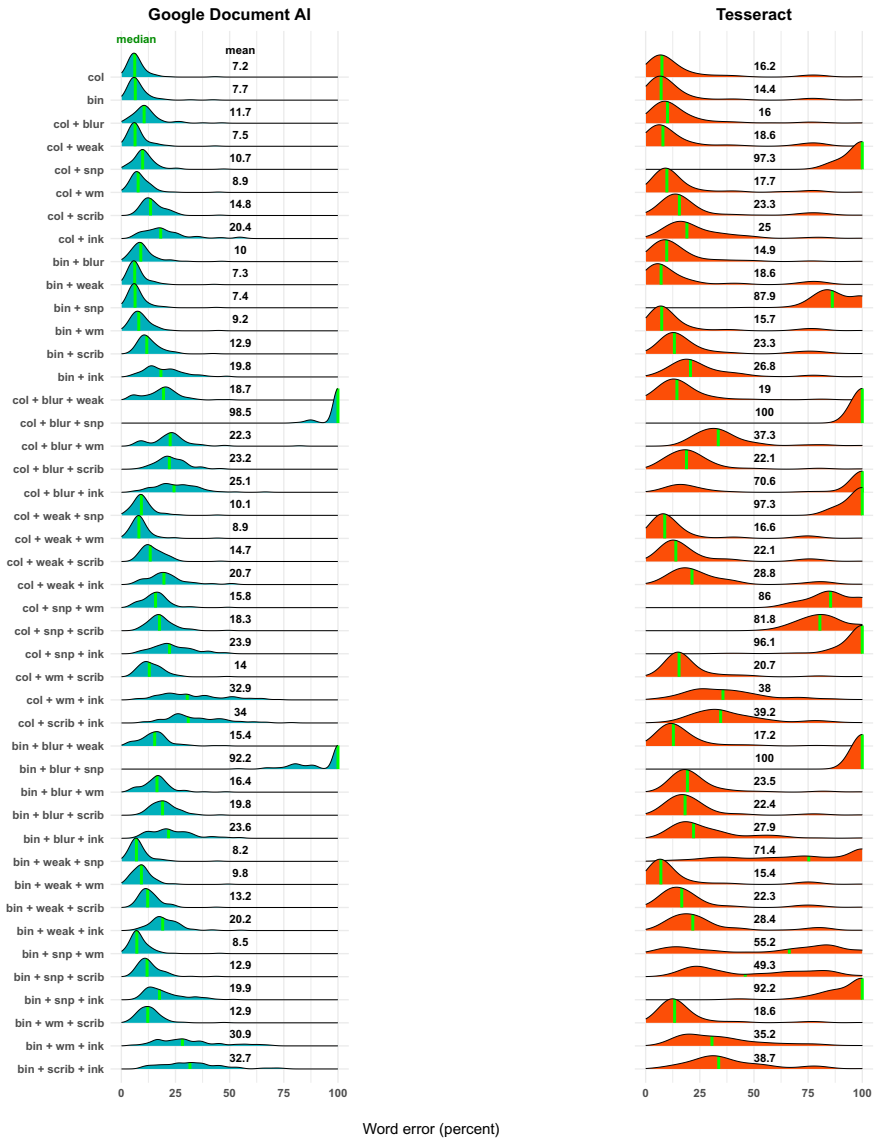 Google Document AI Tesseract
median
mean
col 7.2 16.2
bin 7.7 14.4
col + blur 11.7 16
col + weak 7.5 18.6
col + snp 10.7 97.3
col + wm 8.9 17.7
col + scrib 14.8 23.3
col + ink 20.4 25
bin + blur 10 14.9
bin + weak 7.3 18.6
bin + snp 7.4 87.9
bin + wm 9.2 15.7
bin + scrib 12.9 23.3
bin + ink 19.8 26.8
col + blur + weak 18.7 19
col + blur + snp 98.5 100
col + blur + wm 22.3 37.3
col + blur + scrib 23.2 22.1
col + blur + ink 25.1 70.6
col + weak + snp 10.1 97.3
col + weak + wm 8.9 16.6
col + weak + scrib 14.7 22.1
col + weak + ink 20.7 28.8
col + snp + wm 15.8 86
col + snp + scrib 18.3 81.8
col + snp + ink 23.9 96.1
col + wm + scrib 14 20.7
col + wm + ink 32.9 38
col + scrib + ink 34 39.2
bin + blur + weak 15.4 17.2
bin + blur + snp 92.2 100
bin + blur + wm 16.4 23.5
bin + blur + scrib 19.8 22.4
bin + blur + ink 23.6 27.9
bin + weak + snp 8.2 71.4
bin + weak + wm 9.8 15.4
bin + weak + scrib 13.2 22.3
bin + weak + ink 20.2 28.4
bin + snp + wm 8.5 55.2
bin + snp + scrib 12.9 49.3
bin + snp + ink 19.9 92.2
bin + wm + scrib 12.9 18.6
bin + wm + ink 30.9 35.2
bin + scrib + ink 32.7 38.7
0 25 50 75 100 0 25 50 75 100
Word error (percent)